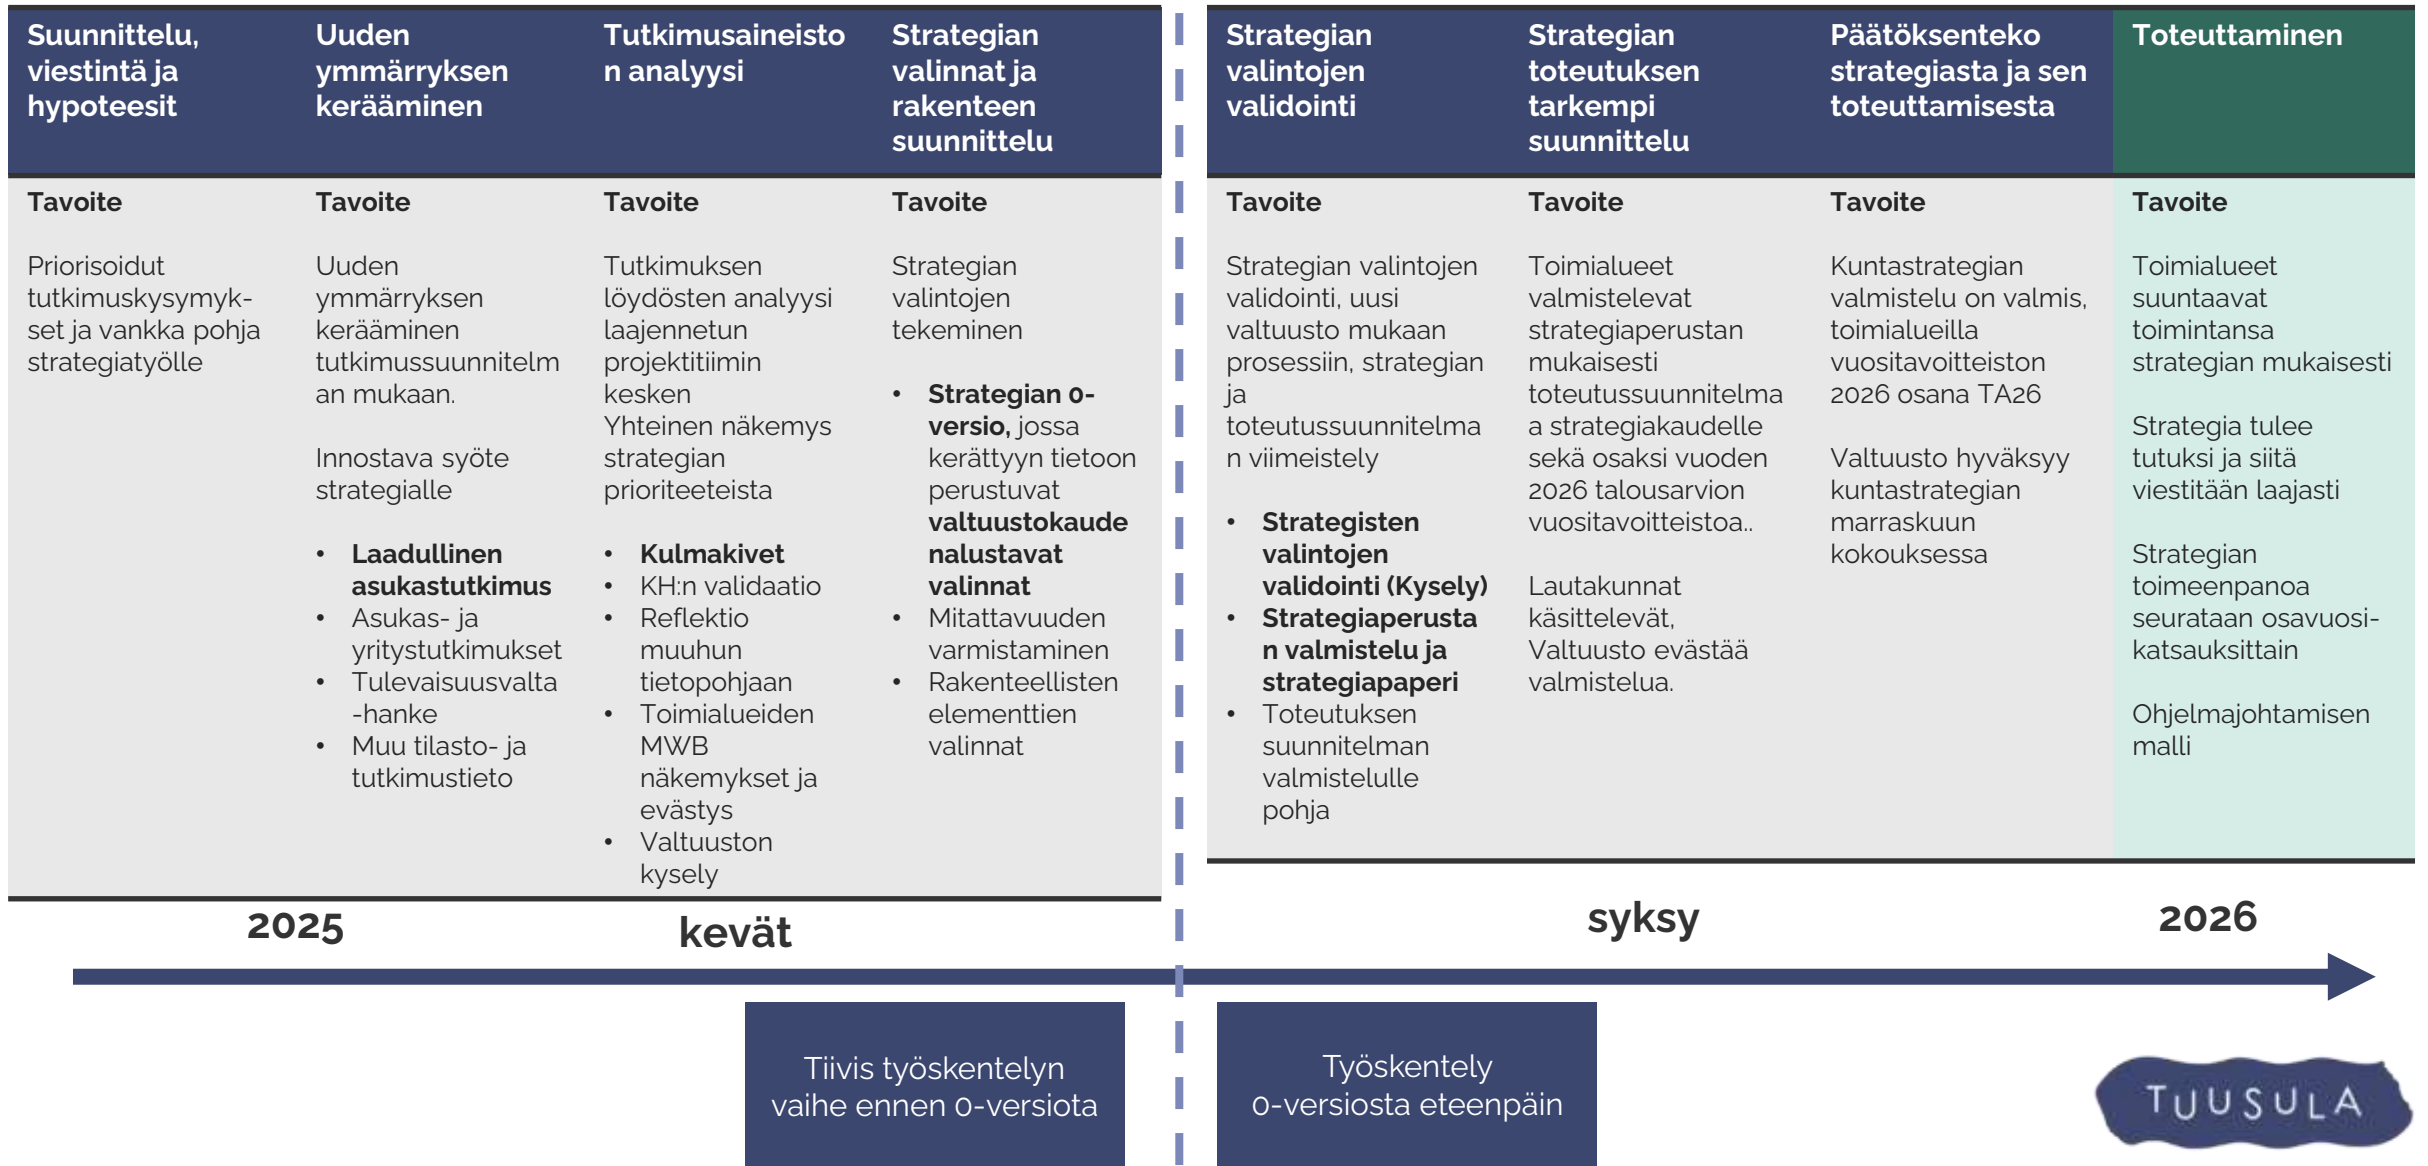 Suunnittelu,
viestintä ja
hypoteesit
Uuden
ymmärryksen
kerääminen
Tutkimusaineisto
n analyysi
Strategian
valinnat ja
rakenteen
suunnittelu
Strategian
valintojen
validointi
Strategian
toteutuksen
tarkempi
suunnittelu
Päätöksenteko
strategiasta ja sen
toteuttamisesta
Toteuttaminen
Tavoite
Priorisoidut
tutkimuskysymyk-
set ja vankka pohja
strategiatyölle
Tavoite
Uuden
ymmärryksen
kerääminen
tutkimussuunnitelm
an mukaan.
Innostava syöte
strategialle
• Laadullinen
asukastutkimus
• Asukas- ja
yritystutkimukset
• Tulevaisuusvalta
-hanke
• Muu tilasto- ja
tutkimustieto
Tavoite
Tutkimuksen
löydösten analyysi
laajennetun
projektitiimin
kesken
Yhteinen näkemys
strategian
prioriteeteista
• Kulmakivet
• KH:n validaatio
• Reflektio
muuhun
tietopohjaan
• Toimialueiden
MWB
näkemykset ja
evästys
• Valtuuston
kysely
Tavoite
Strategian
valintojen
tekeminen
• Strategian 0-
versio, jossa
kerättyyn tietoon
perustuvat
valtuustokaude
nalustavat
valinnat
• Mitattavuuden
varmistaminen
• Rakenteellisten
elementtien
valinnat
Tavoite
Strategian valintojen
validointi, uusi
valtuusto mukaan
prosessiin, strategian
ja
toteutussuunnitelma
n viimeistely
• Strategisten
valintojen
validointi (Kysely)
• Strategiaperusta
n valmistelu ja
strategiapaperi
• Toteutuksen
suunnitelman
valmistelulle
pohja
Tavoite
Toimialueet
valmistelevat
strategiaperustan
mukaisesti
toteutussuunnitelma
a strategiakaudelle
sekä osaksi vuoden
2026 talousarvion
vuositavoitteistoa..
Lautakunnat
käsittelevät,
Valtuusto evästää
valmistelua.
Tavoite
Kuntastrategian
valmistelu on valmis,
toimialueilla
vuositavoitteiston
2026 osana TA26
Valtuusto hyväksyy
kuntastrategian
marraskuun
kokouksessa
Tavoite
Toimialueet
suuntaavat
toimintansa
strategian mukaisesti
Strategia tulee
tutuksi ja siitä
viestitään laajasti
Strategian
toimeenpanoa
seurataan osavuosi-
katsauksittain
Ohjelmajohtamisen
malli
2025
kevät
syksy
2026
Tiivis työskentelyn
vaihe ennen 0-versiota
Työskentely
0-versiosta eteenpäin
TUUSULA